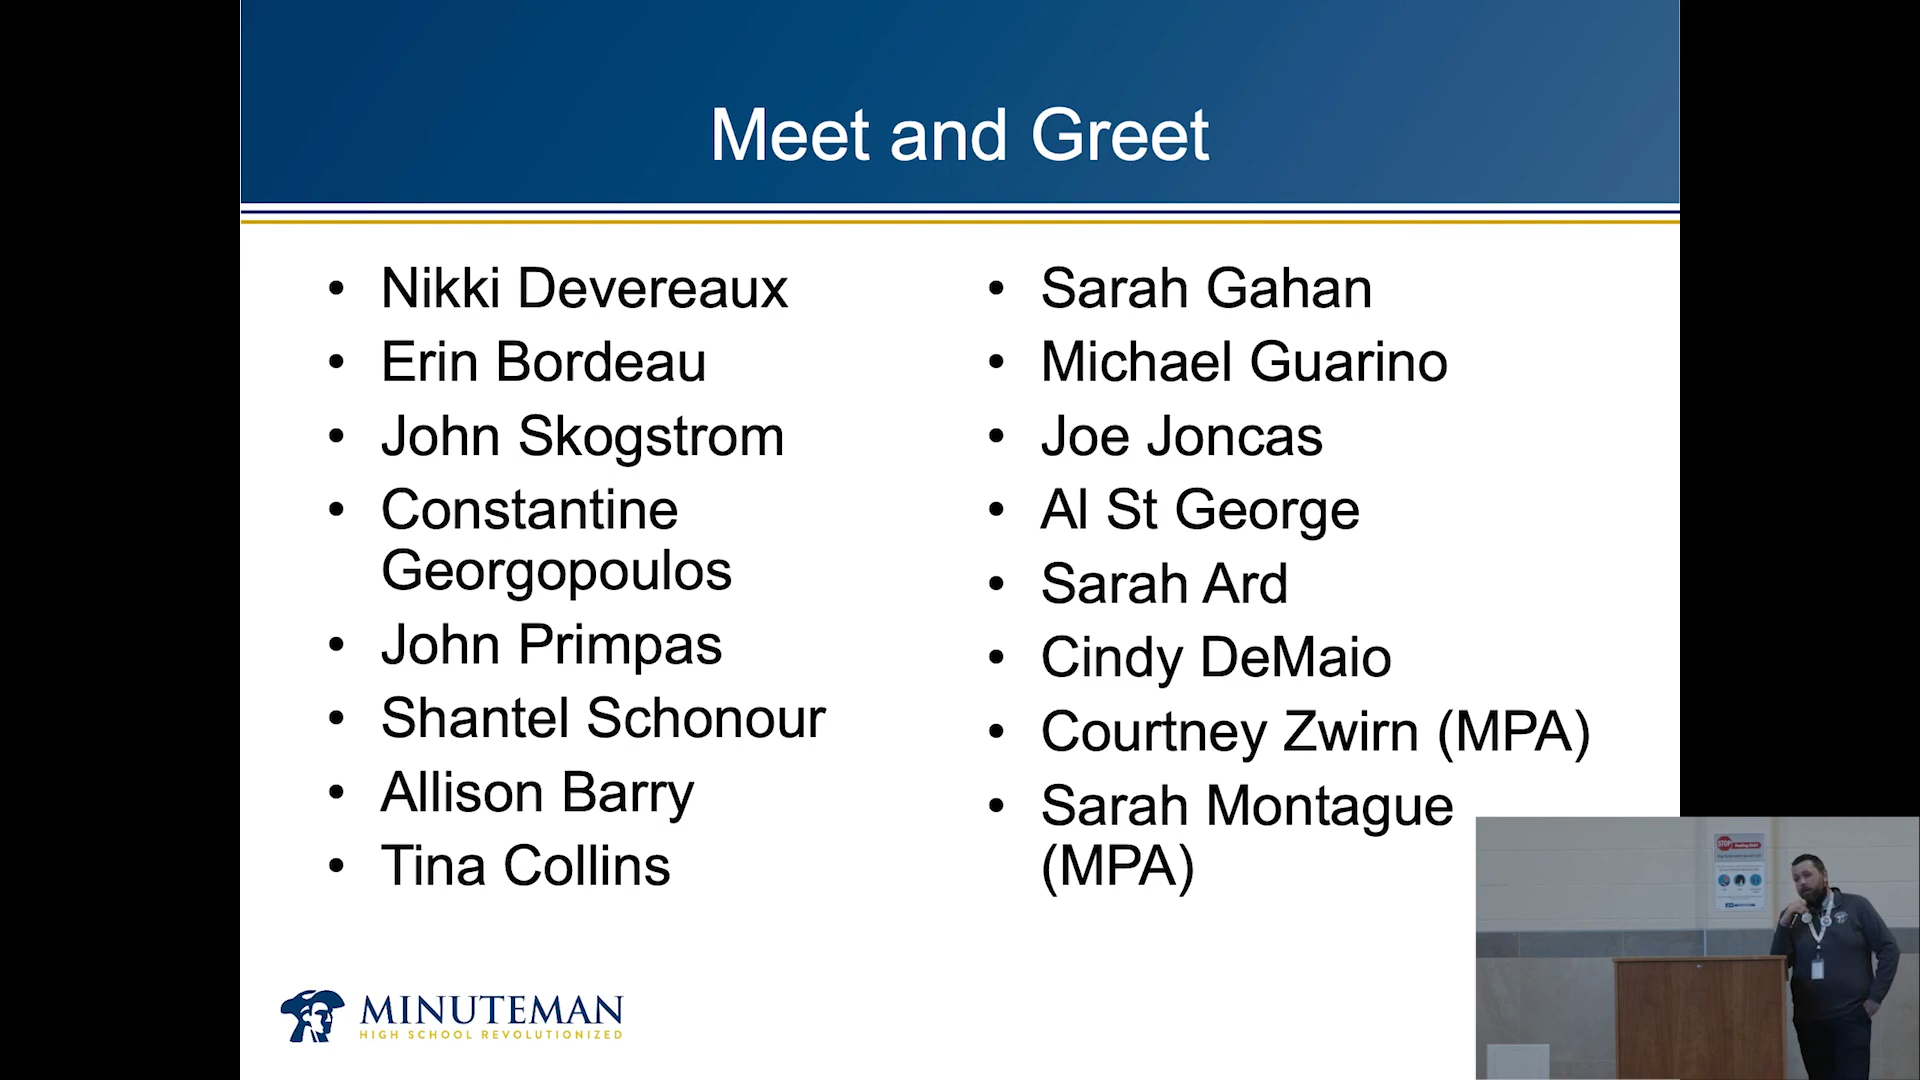 Meet and Greet
• Nikki Devereaux
• Erin Bordeau
• John Skogstrom
• Constantine
Georgopoulos
• John Primpas
• Shantel Schonour
• Allison Barry
• Tina Collins
• Sarah Gahan
• Michael Guarino
• Joe Joncas
• Al St George
• Sarah Ard
• Cindy DeMaio
• Courtney Zwirn (MPA)
• Sarah Montague
(MPA)
MINUTEMAN
HIGH SCHOOL REVOLUTIONIZED
STOP